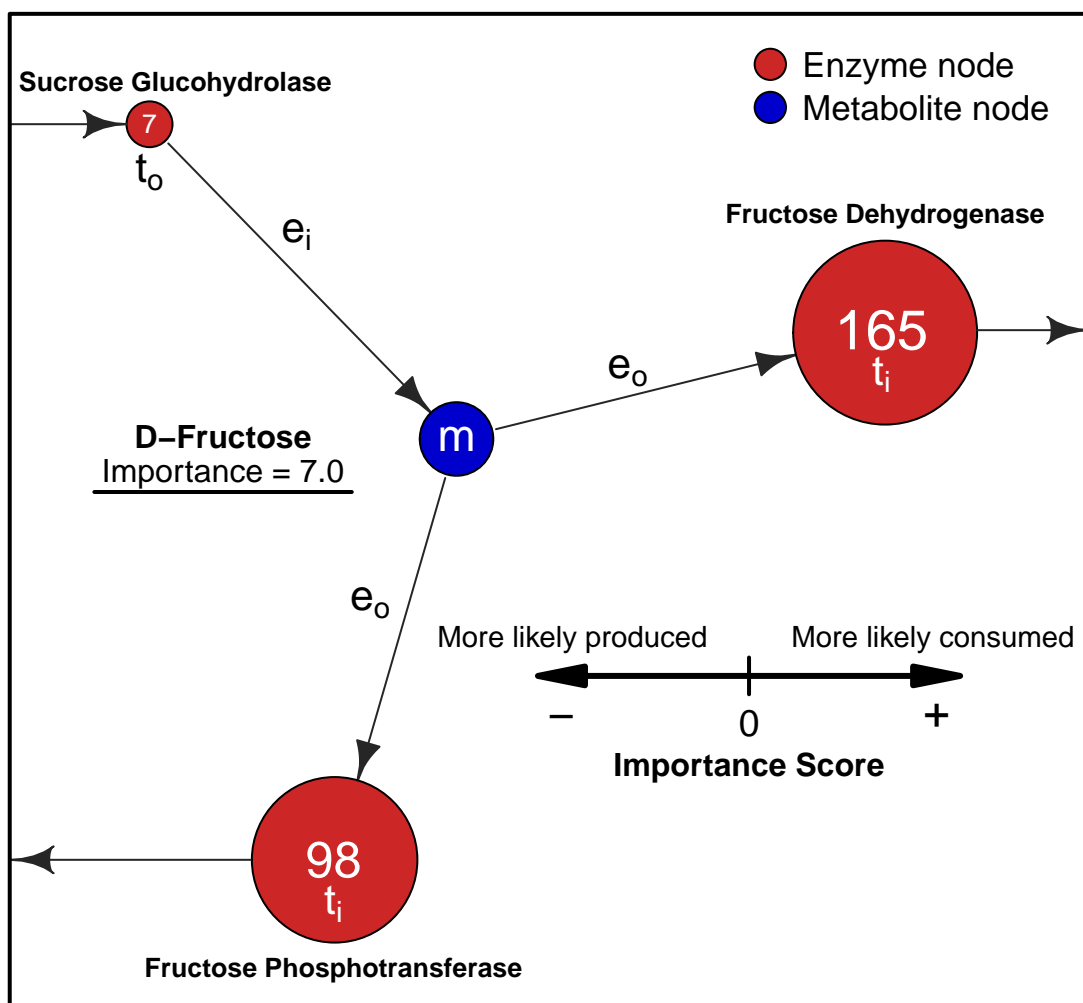 Sucrose Glucohydrolase
7
t₀
Enzyme node
Metabolite node
eᵢ
Fructose Dehydrogenase
165
tᵢ
eₒ
m
D−Fructose
Importance = 7.0
eₒ
More likely produced
More likely consumed
−
0
+
Importance Score
98
tᵢ
Fructose Phosphotransferase